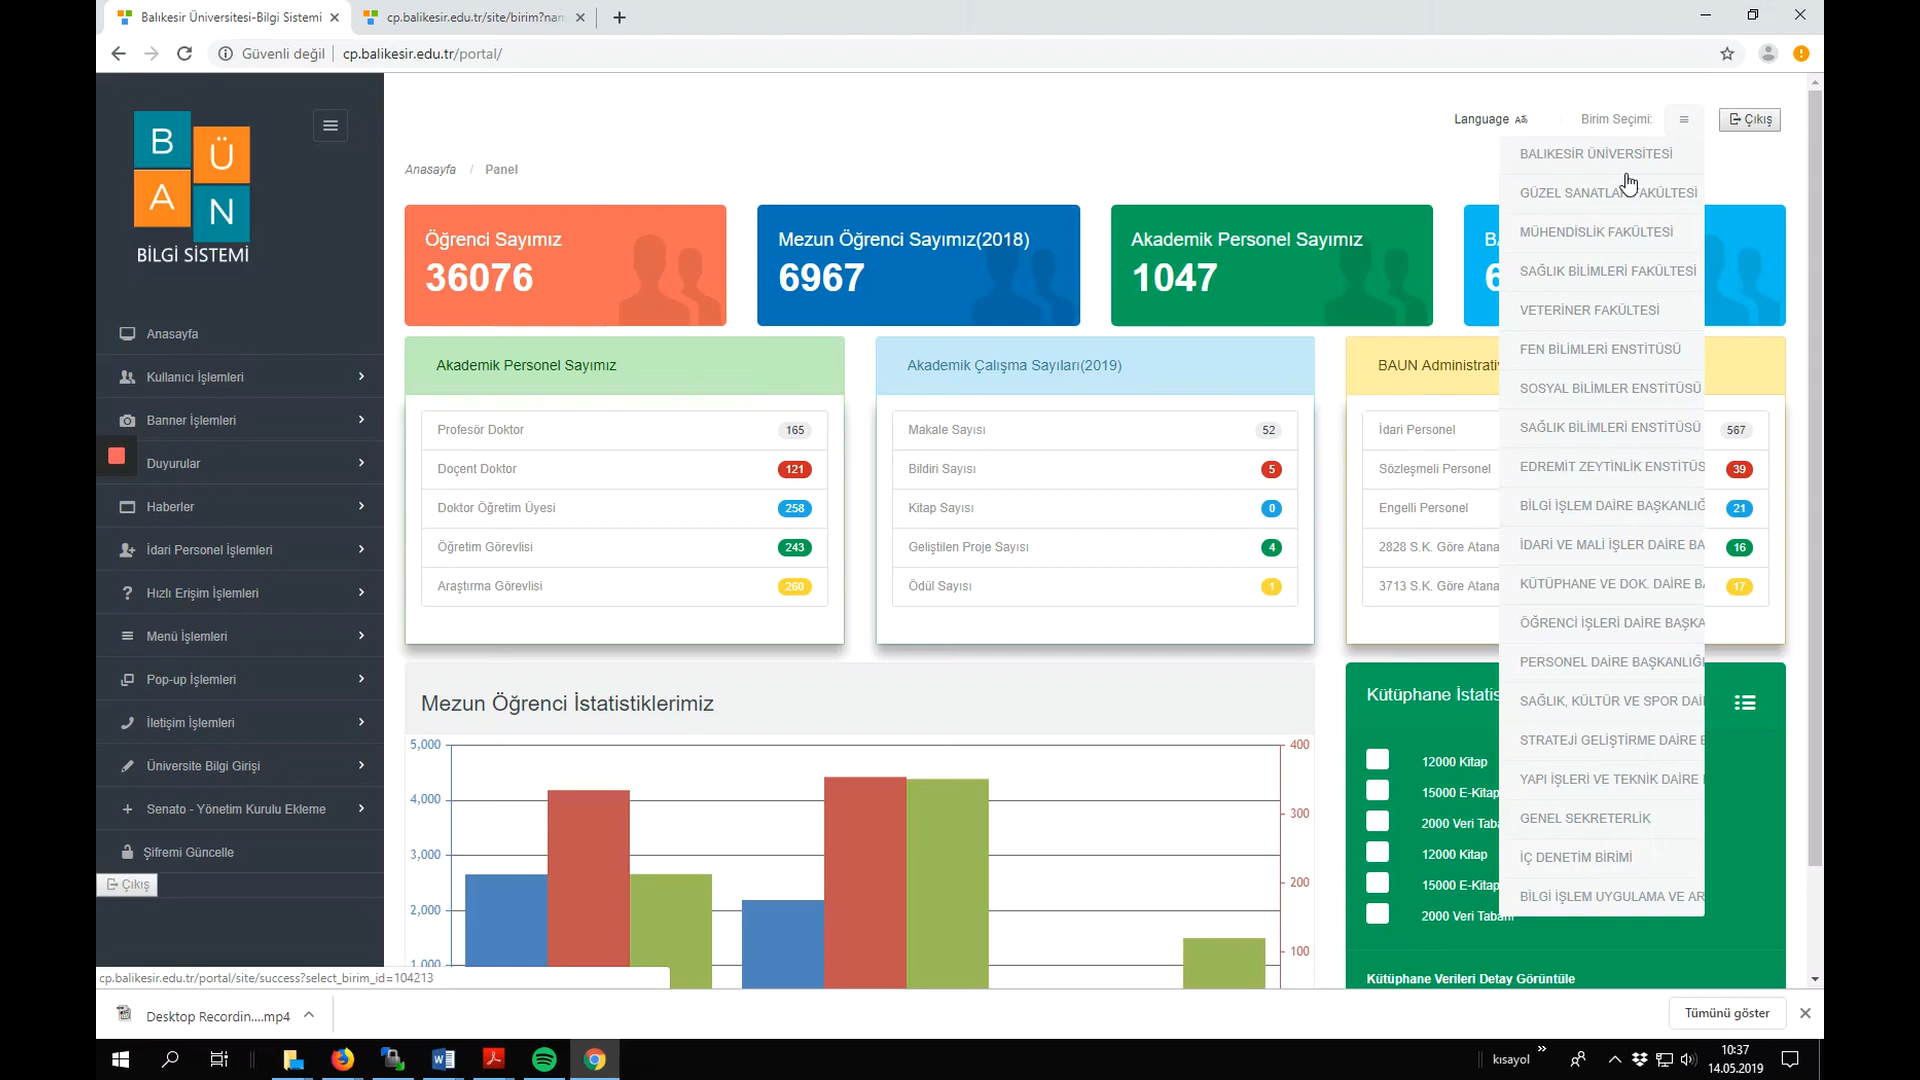 Balıkesir Üniversitesi-Bilgi Sistemi
cp.balikesir.edu.tr/site/birim?nam
Güvenli değil
cp.balikesir.edu.tr/portal/
B
Ü
A
N
BİLGİ SİSTEMİ
Anasayfa
Kullanıcı İşlemleri
Banner İşlemleri
Duyurular
Haberler
İdari Personel İşlemleri
Hızlı Erişim İşlemleri
Menü İşlemleri
Pop-up İşlemleri
İletişim İşlemleri
Üniversite Bilgi Girişi
Senato - Yönetim Kurulu Ekleme
Şifremi Güncelle
Çıkış
Language
Birim Seçimi:
Çıkış
Anasayfa / Panel
Öğrenci Sayımız
36076
Mezun Öğrenci Sayımız(2018)
6967
Akademik Personel Sayımız
1047
Akademik Personel Sayımız
Profesör Doktor 165
Doçent Doktor 121
Doktor Öğretim Üyesi 258
Öğretim Görevlisi 243
Araştırma Görevlisi 260
Akademik Çalışma Sayıları(2019)
Makale Sayısı 52
Bildiri Sayısı 5
Kitap Sayısı 0
Geliştilen Proje Sayısı 4
Ödül Sayısı 1
BAUN Administrativ
İdari Personel 567
Sözleşmeli Personel 39
Engelli Personel 21
2828 S.K. Göre Atana 16
3713 S.K. Göre Atana 17
BALIKESİR ÜNİVERSİTESİ
GÜZEL SANATLAR FAKÜLTESİ
MÜHENDİSLİK FAKÜLTESİ
SAĞLIK BİLİMLERİ FAKÜLTESİ
VETERİNER FAKÜLTESİ
FEN BİLİMLERİ ENSTİTÜSÜ
SOSYAL BİLİMLER ENSTİTÜSÜ
SAĞLIK BİLİMLERİ ENSTİTÜSÜ
EDREMİT ZEYTİNLİK ENSTİTÜS
BİLGİ İŞLEM DAİRE BAŞKANLIĞ
İDARİ VE MALİ İŞLER DAİRE BA
KÜTÜPHANE VE DOK. DAİRE BA
ÖĞRENCİ İŞLERİ DAİRE BAŞKA
PERSONEL DAİRE BAŞKANLIĞI
SAĞLIK, KÜLTÜR VE SPOR DAİ
STRATEJİ GELİŞTİRME DAİRE B
YAPI İŞLERİ VE TEKNİK DAİRE
GENEL SEKRETERLİK
İÇ DENETİM BİRİMİ
BİLGİ İŞLEM UYGULAMA VE AR
Mezun Öğrenci İstatistiklerimiz
5,000
4,000
3,000
2,000
1,000
400
300
200
100
Kütüphane İstatis
12000 Kitap
15000 E-Kitap
2000 Veri Taba
12000 Kitap
15000 E-Kitap
2000 Veri Tabanı
Kütüphane Verileri Detay Görüntüle
cp.balikesir.edu.tr/portal/site/success?select_birim_id=104213
Desktop Recordin....mp4
Tümünü göster
kısayol
10:37
14.05.2019